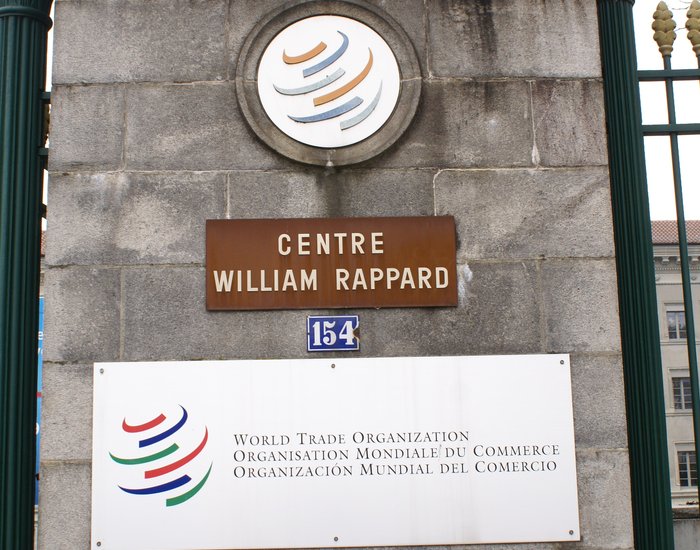 CENTRE
WILLIAM RAPPARD
154
WORLD TRADE ORGANIZATION
ORGANISATION MONDIALE DU COMMERCE
ORGANIZACIÓN MUNDIAL DEL COMERCIO